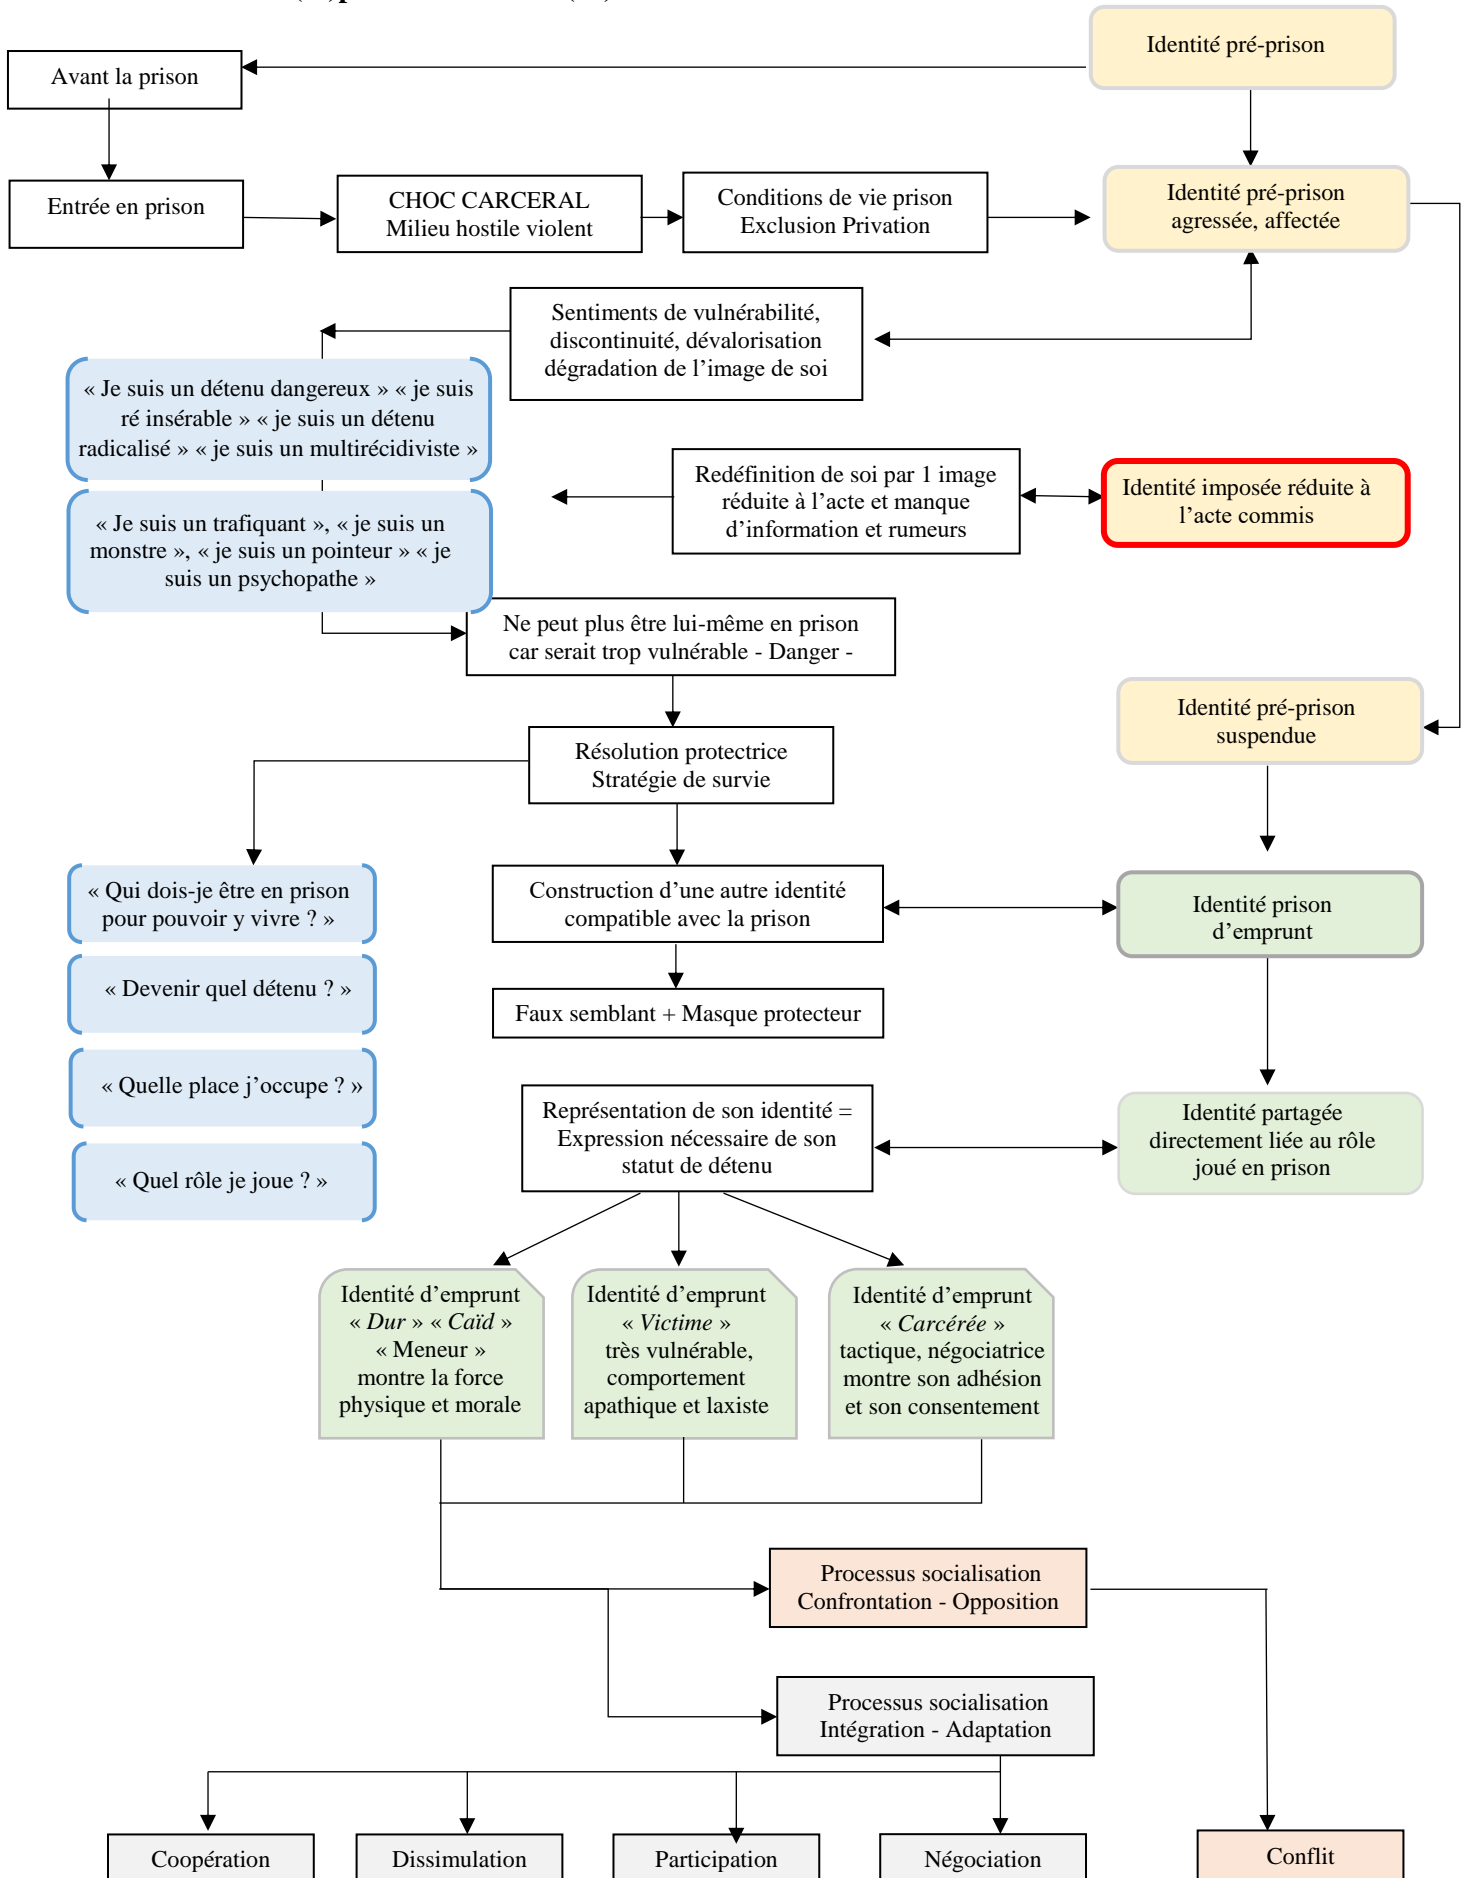 Identité pré-prison
Avant la prison
Entrée en prison
CHOC CARCERAL
Milieu hostile violent
Conditions de vie prison
Exclusion Privation
Identité pré-prison
agressée, affectée
Sentiments de vulnérabilité,
discontinuité, dévalorisation
dégradation de l’image de soi
« Je suis un détenu dangereux » « je suis
ré insérable » « je suis un détenu
radicalisé » « je suis un multirécidiviste »
Redéfinition de soi par 1 image
réduite à l’acte et manque
d’information et rumeurs
Identité imposée réduite à
l’acte commis
« Je suis un trafiquant », « je suis un
monstre », « je suis un pointeur » « je
suis un psychopathe »
Ne peut plus être lui-même en prison
car serait trop vulnérable - Danger -
Identité pré-prison
suspendue
Résolution protectrice
Stratégie de survie
« Qui dois-je être en prison
pour pouvoir y vivre ? »
Construction d’une autre identité
compatible avec la prison
Identité prison
d’emprunt
« Devenir quel détenu ? »
Faux semblant + Masque protecteur
« Quelle place j’occupe ? »
Représentation de son identité =
Expression nécessaire de son
statut de détenu
Identité partagée
directement liée au rôle
joué en prison
« Quel rôle je joue ? »
Identité d’emprunt
« Dur » « Caïd »
« Meneur »
montre la force
physique et morale
Identité d’emprunt
« Victime »
très vulnérable,
comportement
apathique et laxiste
Identité d’emprunt
« Carcérée »
tactique, négociatrice
montre son adhésion
et son consentement
Processus socialisation
Confrontation - Opposition
Processus socialisation
Intégration - Adaptation
Coopération
Dissimulation
Participation
Négociation
Conflit